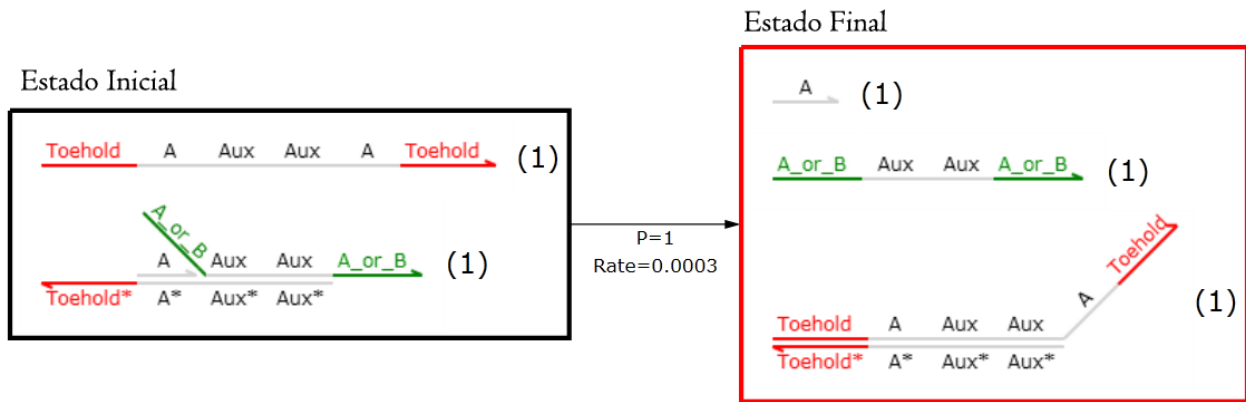 Estado Inicial
Toehold A Aux Aux A Toehold (1)
A_or_B
A Aux Aux A_or_B (1)
Toehold* A* Aux* Aux*
P=1
Rate=0.0003
Estado Final
A (1)
A_or_B Aux Aux A_or_B (1)
Toehold
A
(1)
Toehold A Aux Aux
Toehold* A* Aux* Aux*